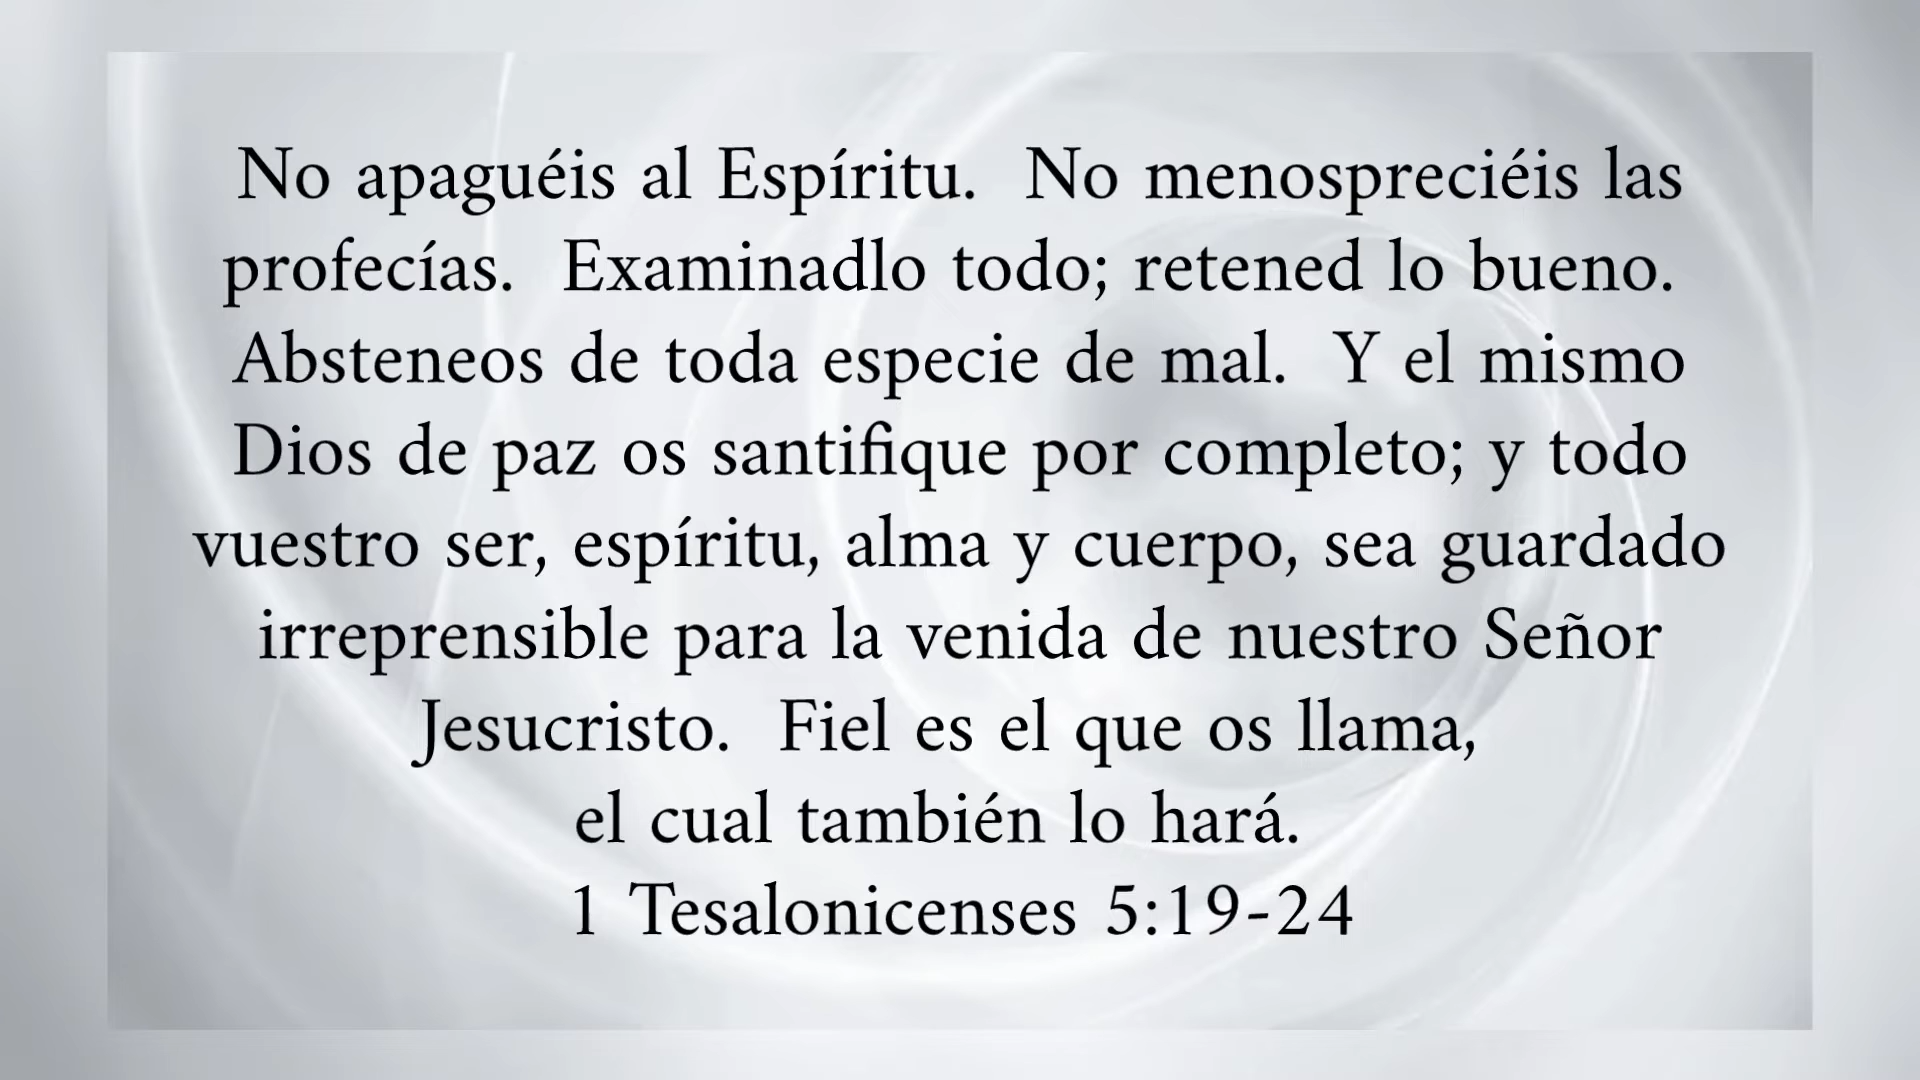 No apaguéis al Espíritu.  No menospreciéis las
profecías.  Examinadlo todo; retened lo bueno.
Absteneos de toda especie de mal.  Y el mismo
Dios de paz os santifique por completo; y todo
vuestro ser, espíritu, alma y cuerpo, sea guardado
irreprensible para la venida de nuestro Señor
Jesucristo.  Fiel es el que os llama,
el cual también lo hará.
1 Tesalonicenses 5:19-24